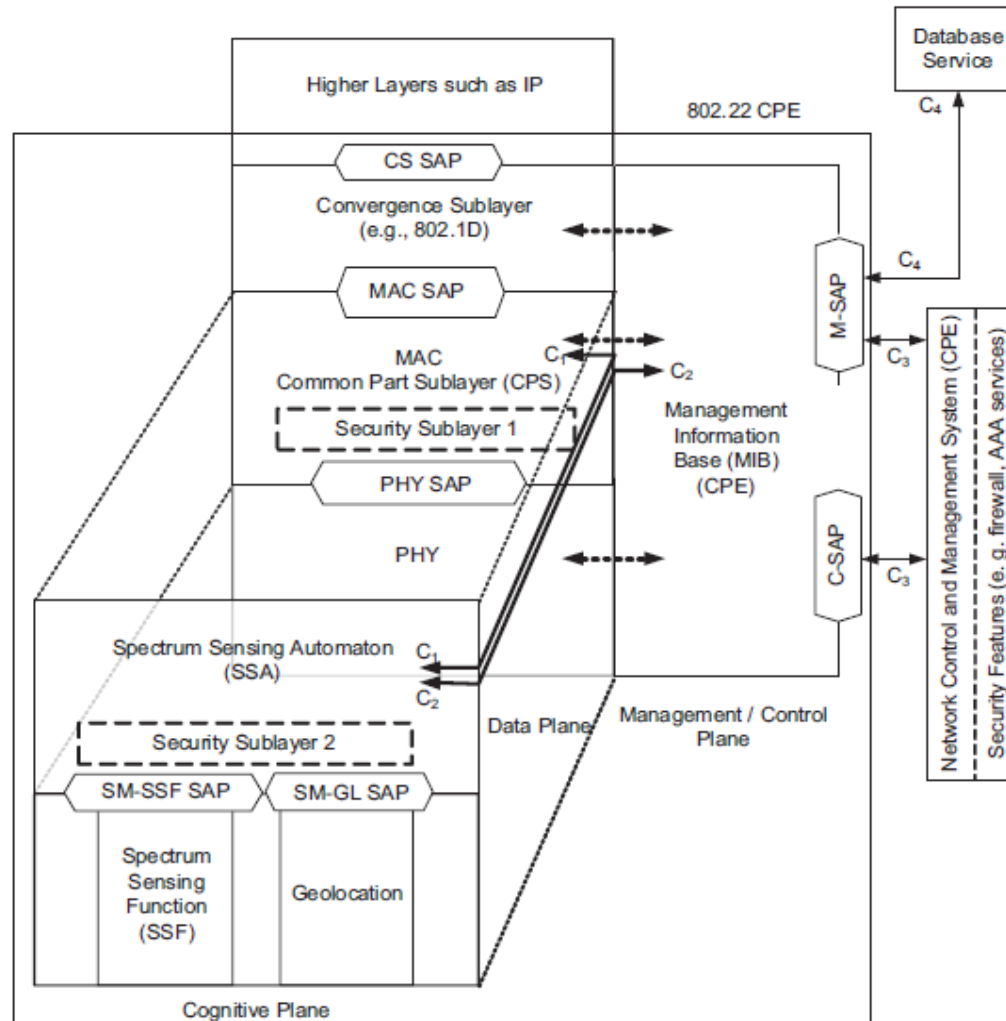 Database
Service
C4
Higher Layers such as IP
802.22 CPE
CS SAP
Convergence Sublayer
(e.g., 802.1D)
C4
M-SAP
MAC SAP
C3
MAC
Common Part Sublayer (CPS)
C1
C2
Security Sublayer 1
Management
Information
Base (MIB)
(CPE)
PHY SAP
PHY
C-SAP
C3
Network Control and Management System (CPE)
Security Features (e. g. firewall, AAA services)
Spectrum Sensing Automaton
(SSA)
C1
C2
Security Sublayer 2
Data Plane
Management / Control
Plane
SM-SSF SAP
SM-GL SAP
Spectrum
Sensing
Function
(SSF)
Geolocation
Cognitive Plane